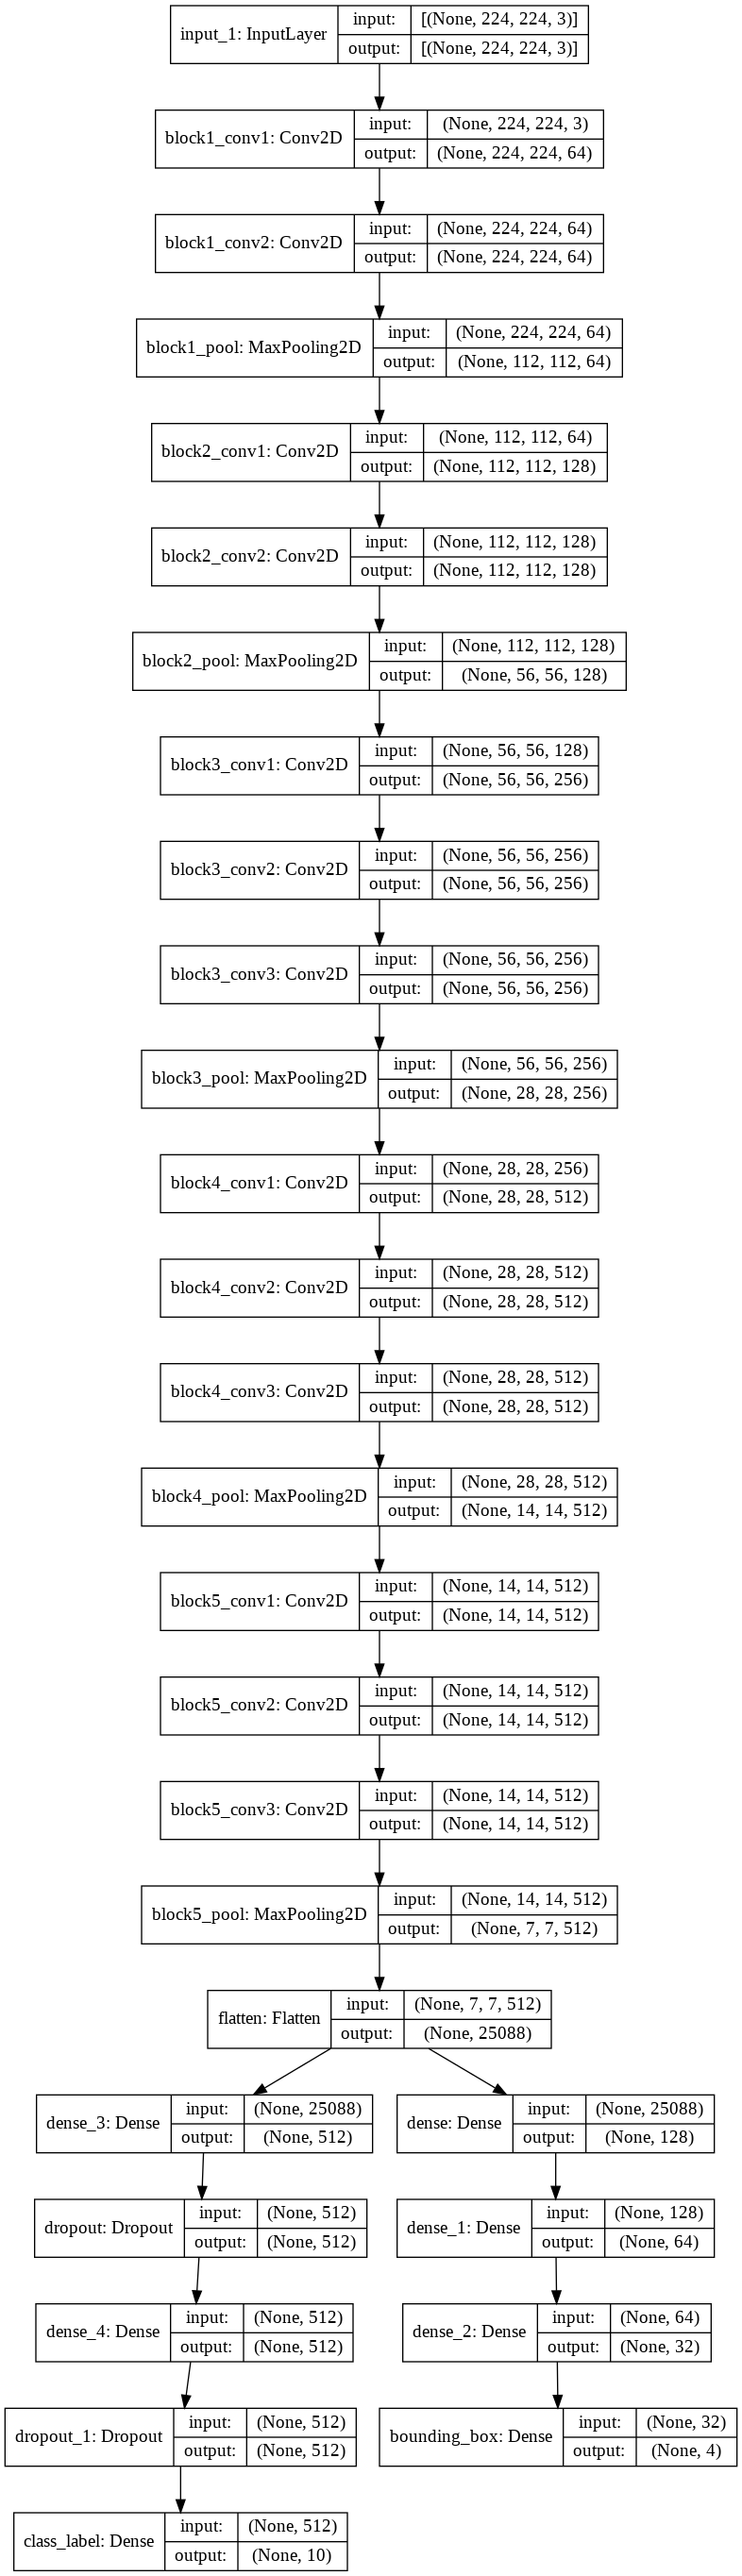 input_1: InputLayer
input: [(None, 224, 224, 3)]
output: [(None, 224, 224, 3)]
block1_conv1: Conv2D
input: (None, 224, 224, 3)
output: (None, 224, 224, 64)
block1_conv2: Conv2D
input: (None, 224, 224, 64)
output: (None, 224, 224, 64)
block1_pool: MaxPooling2D
input: (None, 224, 224, 64)
output: (None, 112, 112, 64)
block2_conv1: Conv2D
input: (None, 112, 112, 64)
output: (None, 112, 112, 128)
block2_conv2: Conv2D
input: (None, 112, 112, 128)
output: (None, 112, 112, 128)
block2_pool: MaxPooling2D
input: (None, 112, 112, 128)
output: (None, 56, 56, 128)
block3_conv1: Conv2D
input: (None, 56, 56, 128)
output: (None, 56, 56, 256)
block3_conv2: Conv2D
input: (None, 56, 56, 256)
output: (None, 56, 56, 256)
block3_conv3: Conv2D
input: (None, 56, 56, 256)
output: (None, 56, 56, 256)
block3_pool: MaxPooling2D
input: (None, 56, 56, 256)
output: (None, 28, 28, 256)
block4_conv1: Conv2D
input: (None, 28, 28, 256)
output: (None, 28, 28, 512)
block4_conv2: Conv2D
input: (None, 28, 28, 512)
output: (None, 28, 28, 512)
block4_conv3: Conv2D
input: (None, 28, 28, 512)
output: (None, 28, 28, 512)
block4_pool: MaxPooling2D
input: (None, 28, 28, 512)
output: (None, 14, 14, 512)
block5_conv1: Conv2D
input: (None, 14, 14, 512)
output: (None, 14, 14, 512)
block5_conv2: Conv2D
input: (None, 14, 14, 512)
output: (None, 14, 14, 512)
block5_conv3: Conv2D
input: (None, 14, 14, 512)
output: (None, 14, 14, 512)
block5_pool: MaxPooling2D
input: (None, 14, 14, 512)
output: (None, 7, 7, 512)
flatten: Flatten
input: (None, 7, 7, 512)
output: (None, 25088)
dense_3: Dense
input: (None, 25088)
output: (None, 512)
dense: Dense
input: (None, 25088)
output: (None, 128)
dropout: Dropout
input: (None, 512)
output: (None, 512)
dense_1: Dense
input: (None, 128)
output: (None, 64)
dense_4: Dense
input: (None, 512)
output: (None, 512)
dense_2: Dense
input: (None, 64)
output: (None, 32)
dropout_1: Dropout
input: (None, 512)
output: (None, 512)
bounding_box: Dense
input: (None, 32)
output: (None, 4)
class_label: Dense
input: (None, 512)
output: (None, 10)